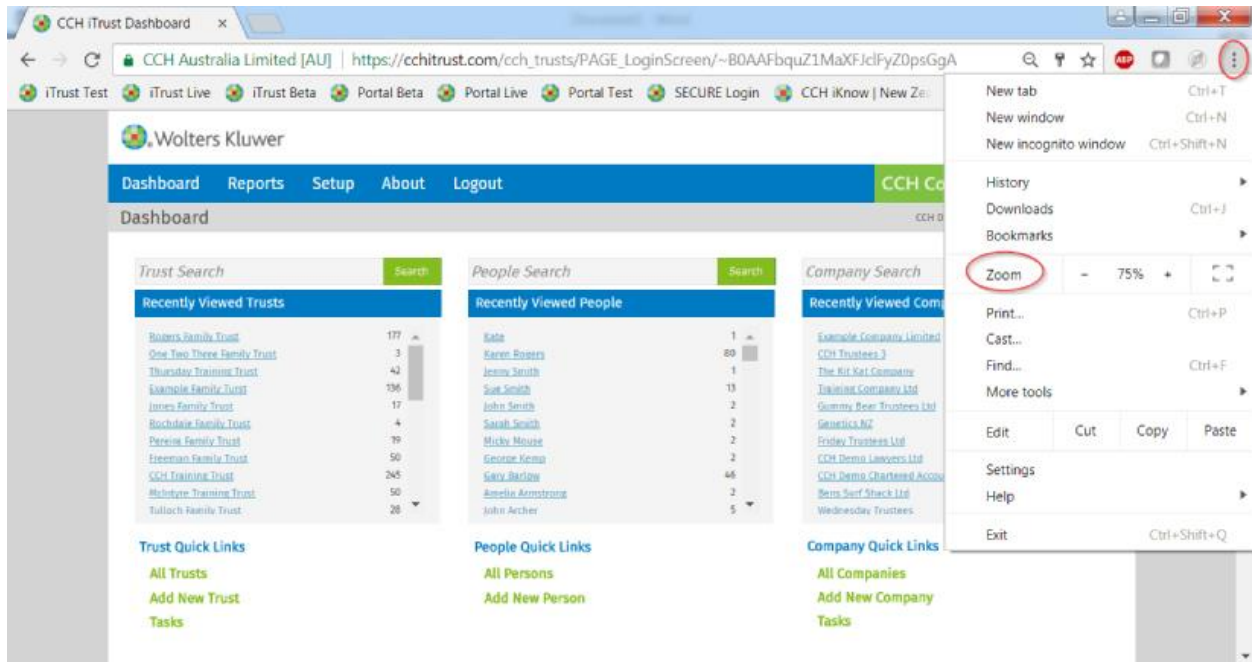 CCH iTrust Dashboard
CCH Australia Limited [AU] https://cchitrust.com/cch_trusts/PAGE_LoginScreen/~B0AAFbquZ1MaXFJclFyZ0psGgA
iTrust Test iTrust Live iTrust Beta Portal Beta Portal Live Portal Test SECURE Login CCH iKnow | New Ze
ABP
Wolters Kluwer
Dashboard Reports Setup About Logout CCH Co
Dashboard CCH D
Trust Search Search People Search Search Company Search
Recently Viewed Trusts Recently Viewed People Recently Viewed Com
Rogers Family Trust 177 Kate 1 Example Company Limited
One Two Three Family Trust 3 Karen Rogers 80 CCH Trustees 3
Thursday Training Trust 42 Jenny Smith 1 The Kit Kat Company
Example Family Turst 136 Sue Smith 13 Training Company Ltd
Jones Family Trust 17 John Smith 2 Gummy Bear Trustees Ltd
Rochdale Family Trust 4 Sarah Smith 2 Genetics NZ
Pereira Family Trust 19 Micky Mouse 2 Friday Trustees Ltd
Freeman Family Trust 50 George Kemp 2 CCH Demo Lawyers Ltd
CCH Training Trust 245 Gary Barlow 46 CCH Demo Chartered Accou
McIntyre Training Trust 50 Amelia Armstrong 2 Bens Surf Shack Ltd
Tulloch Family Trust 28 John Archer 5 Wednesday Trustees
Trust Quick Links People Quick Links Company Quick Links
All Trusts All Persons All Companies
Add New Trust Add New Person Add New Company
Tasks Tasks
New tab Ctrl+T
New window Ctrl+N
New incognito window Ctrl+Shift+N
History
Downloads Ctrl+J
Bookmarks
Zoom - 75% +
Print... Ctrl+P
Cast...
Find... Ctrl+F
More tools
Edit Cut Copy Paste
Settings
Help
Exit Ctrl+Shift+Q